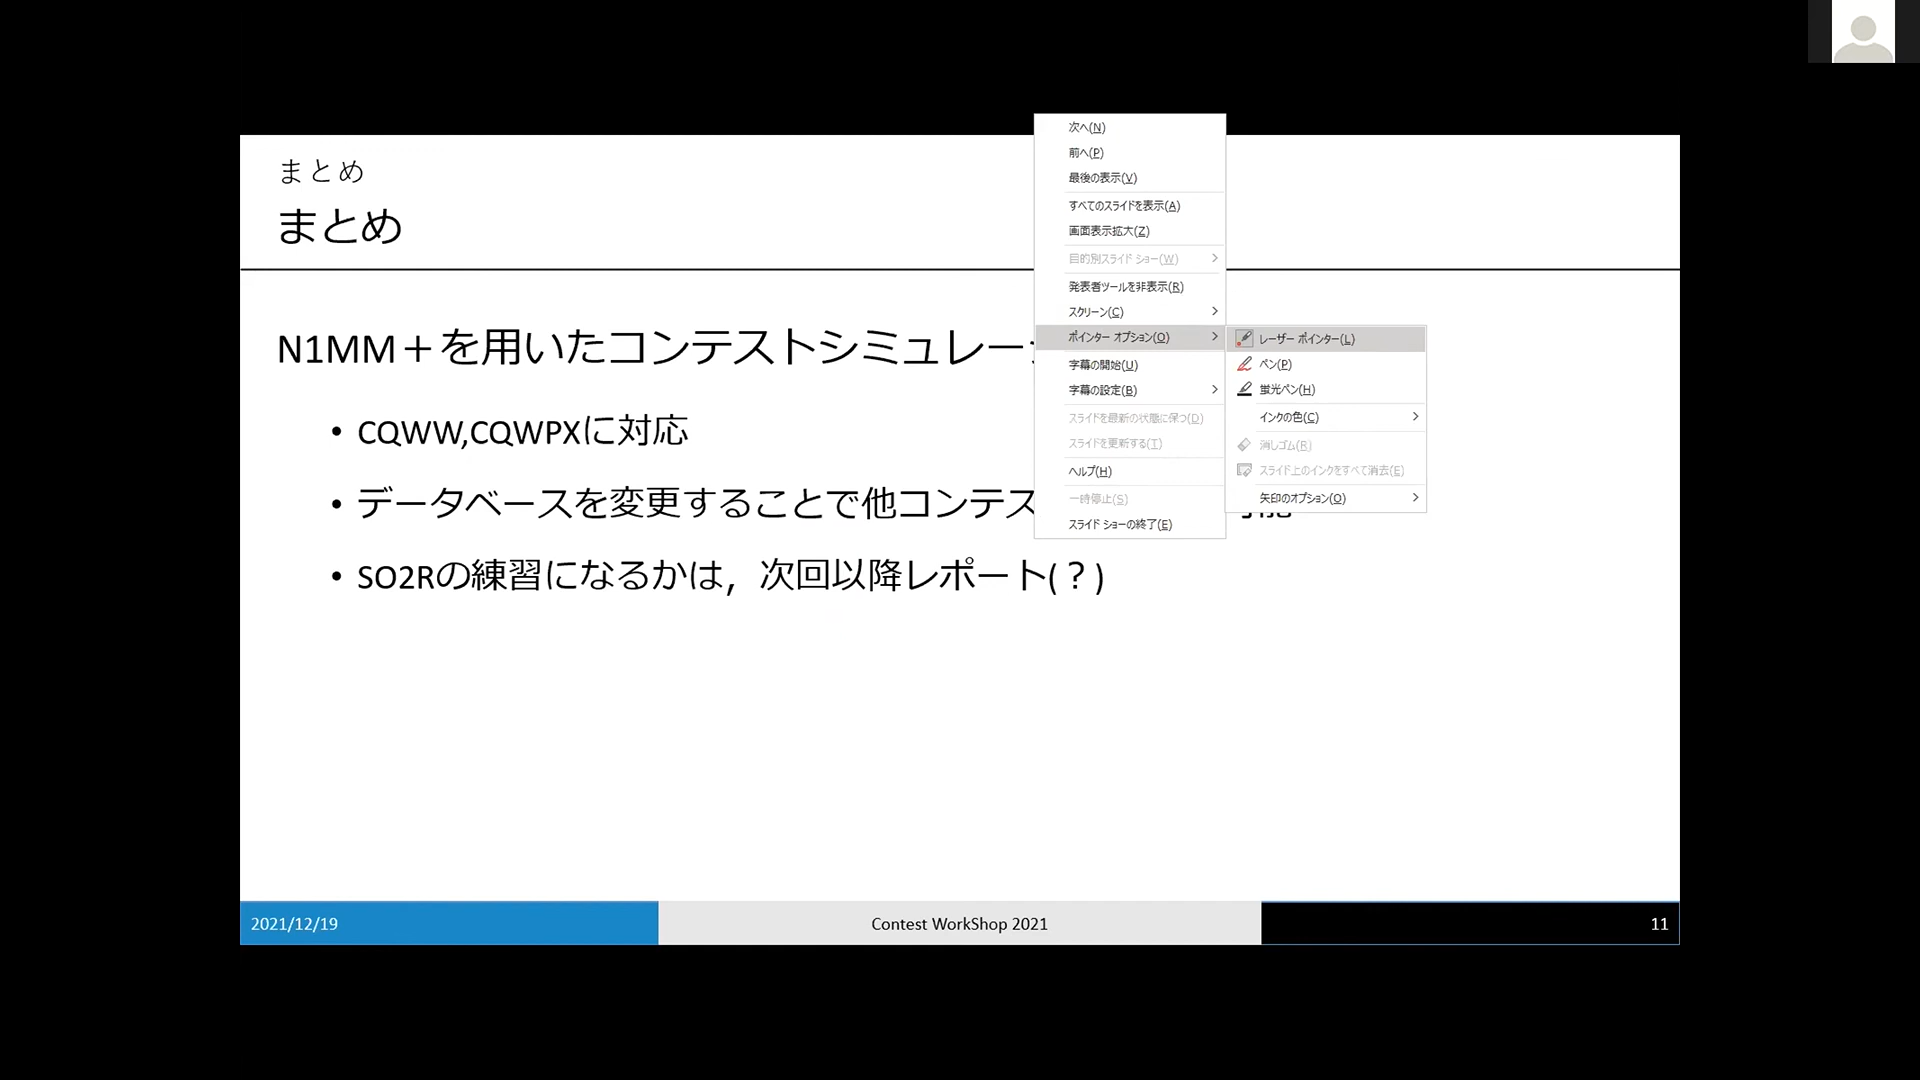 まとめ
まとめ
N1MM＋を用いたコンテストシミュレー
• CQWW,CQWPXに対応
• データベースを変更することで他コンテス
• SO2Rの練習になるかは，次回以降レポート(？)
次へ(N)
前へ(P)
最後の表示(V)
すべてのスライドを表示(A)
画面表示拡大(Z)
目的別スライド ショー(W)
発表者ツールを非表示(R)
スクリーン(C)
ポインター オプション(O)
字幕の開始(U)
字幕の設定(B)
スライドを最新の状態に保つ(D)
スライドを更新する(T)
ヘルプ(H)
一時停止(S)
スライド ショーの終了(E)
レーザー ポインター(L)
ペン(P)
蛍光ペン(H)
インクの色(C)
消しゴム(R)
スライド上のインクをすべて消去(E)
矢印のオプション(O)
2021/12/19
Contest WorkShop 2021
11